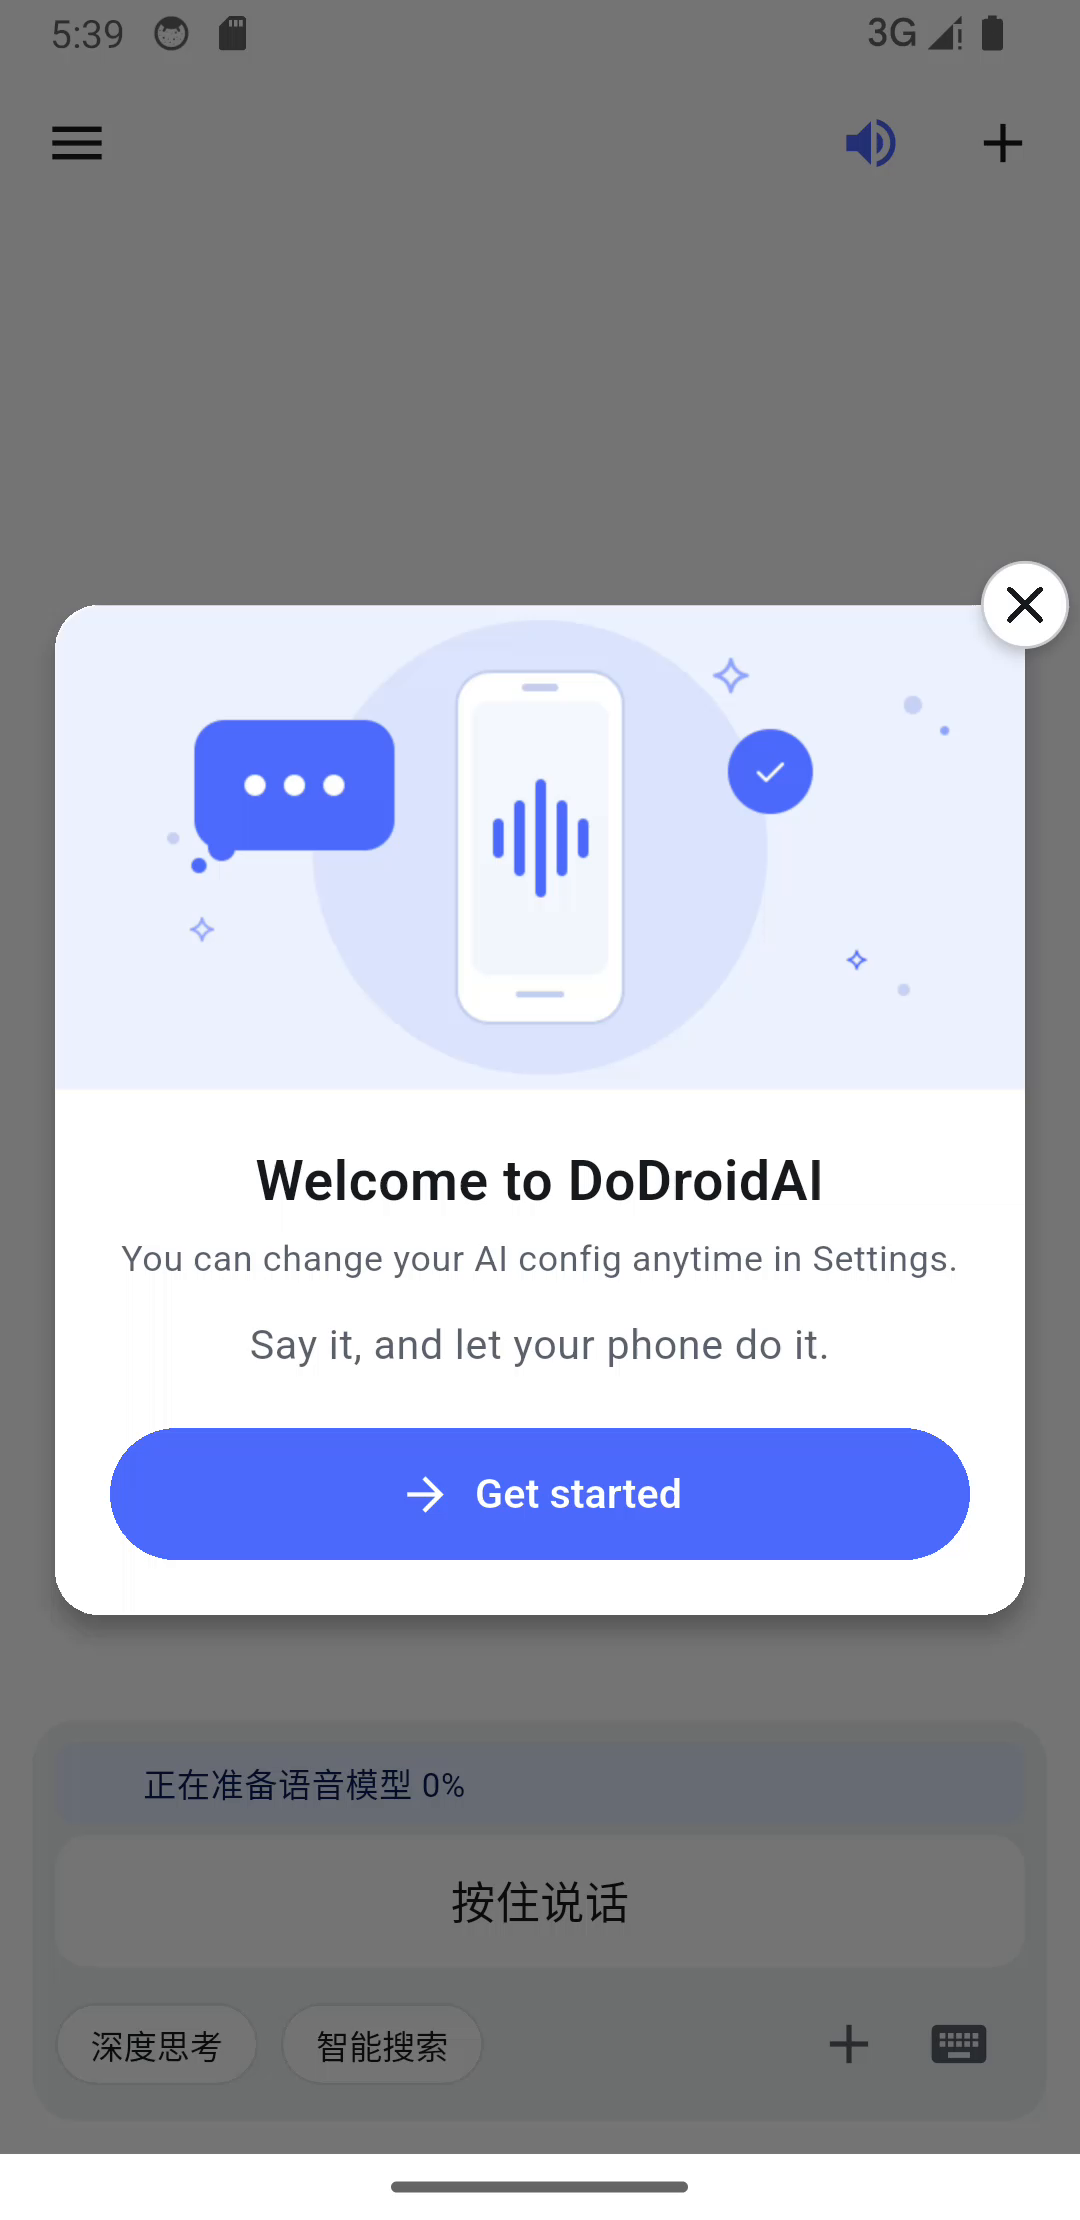 5:39
3G
Welcome to DoDroidAI
You can change your AI config anytime in Settings.
Say it, and let your phone do it.
Get started
正在准备语音模型 0%
按住说话
深度思考
智能搜索